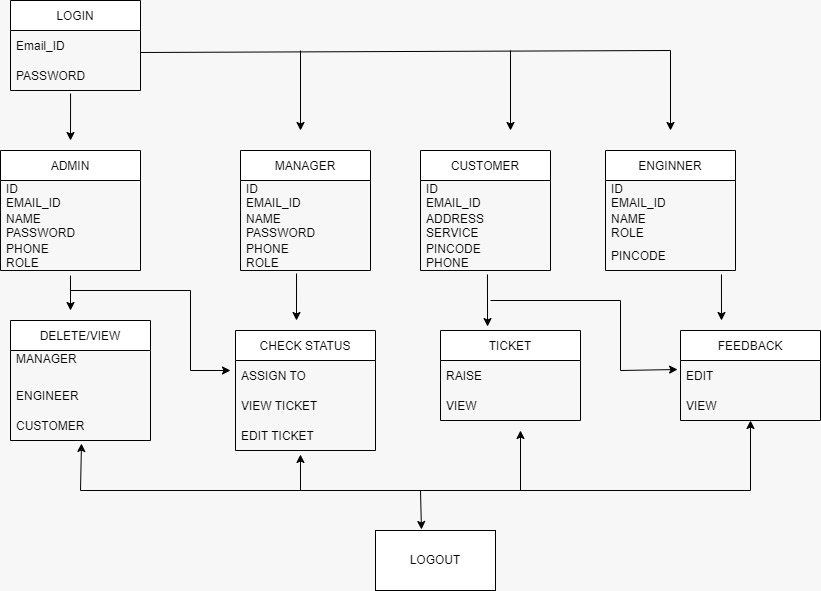 LOGIN
Email_ID
PASSWORD
ADMIN
ID
EMAIL_ID
NAME
PASSWORD
PHONE
ROLE
MANAGER
ID
EMAIL_ID
NAME
PASSWORD
PHONE
ROLE
CUSTOMER
ID
EMAIL_ID
ADDRESS
SERVICE
PINCODE
PHONE
ENGINNER
ID
EMAIL_ID
NAME
ROLE
PINCODE
DELETE/VIEW
MANAGER
ENGINEER
CUSTOMER
CHECK STATUS
ASSIGN TO
VIEW TICKET
EDIT TICKET
TICKET
RAISE
VIEW
FEEDBACK
EDIT
VIEW
LOGOUT